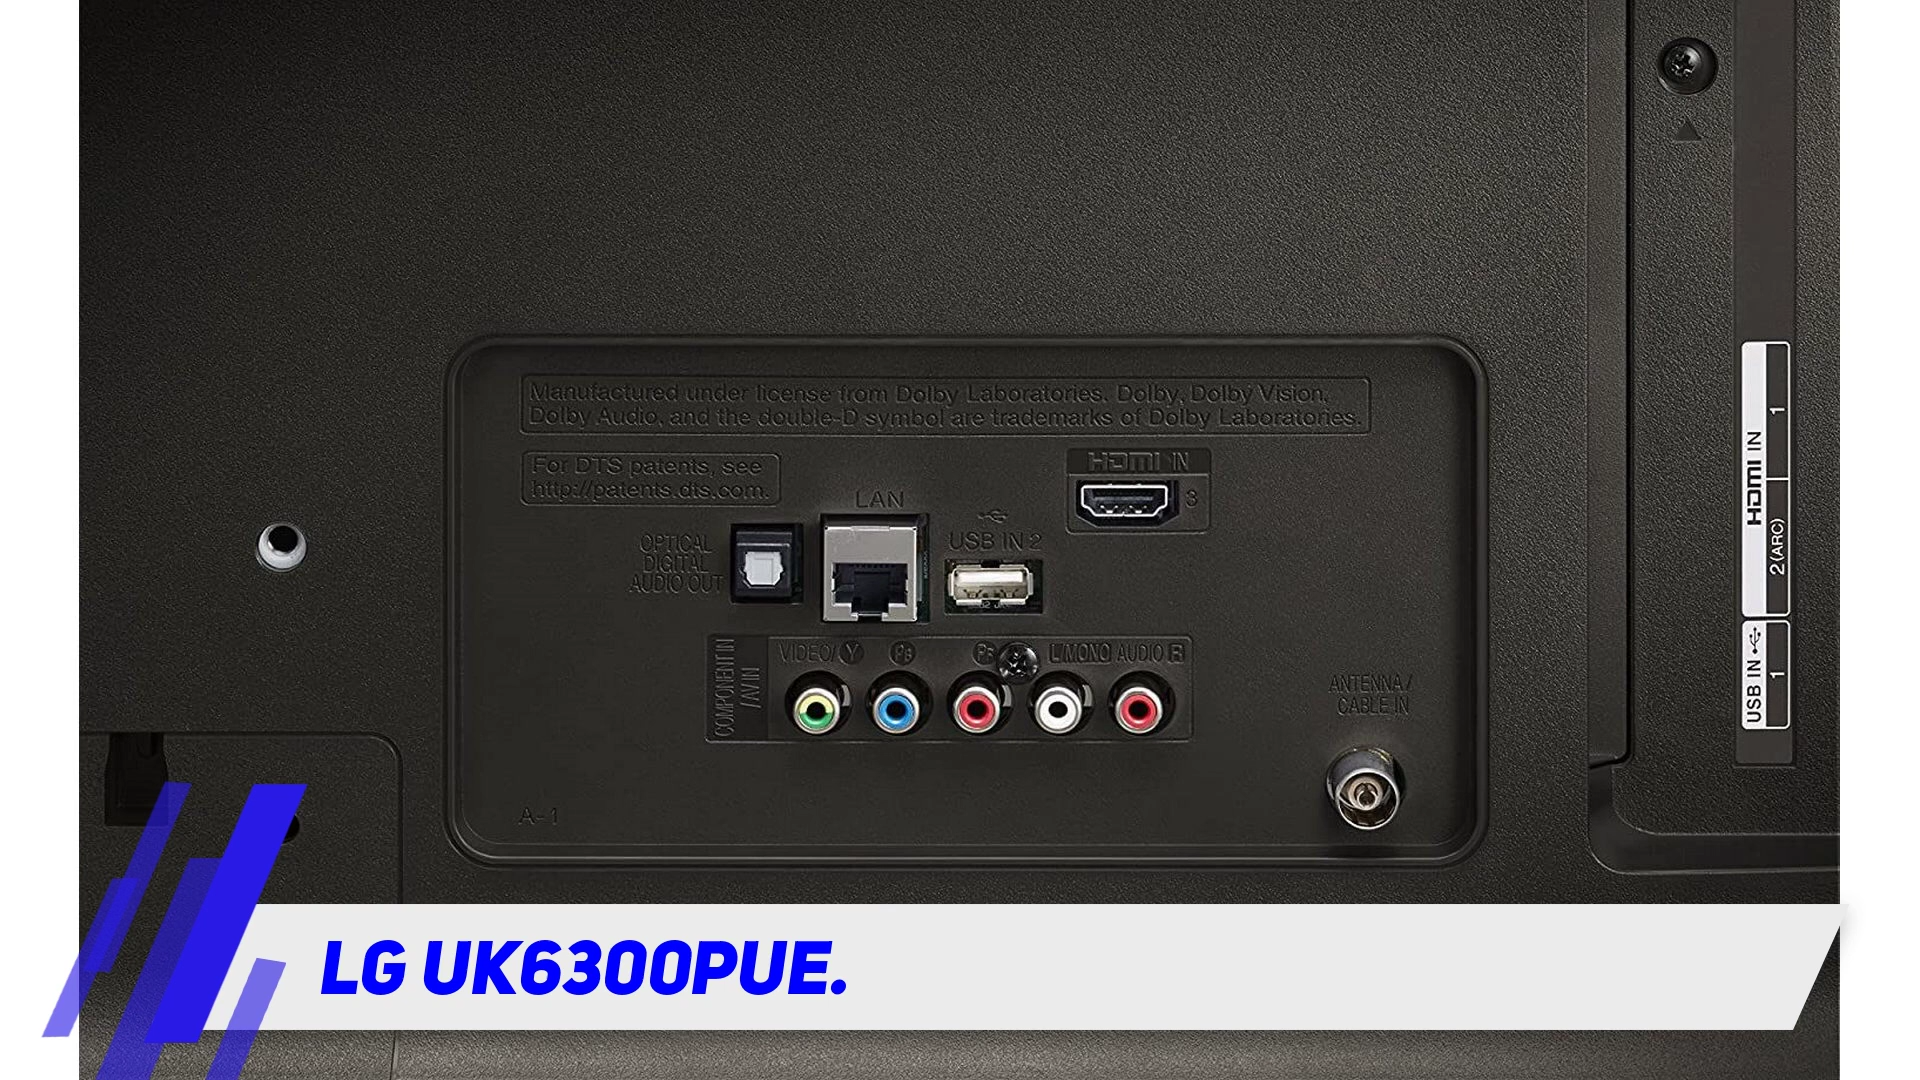 Manufactured under license from Dolby Laboratories. Dolby, Dolby Vision,
Dolby Audio, and the double-D symbol are trademarks of Dolby Laboratories.
For DTS patents, see
http://patents.dts.com.
HDMI IN
3
LAN
OPTICAL
DIGITAL
AUDIO OUT
USB IN 2
COMPONENT IN
/AV IN
VIDEO/ Y
PB
PR
L/MONO AUDIO R
ANTENNA/
CABLE IN
A-1
HDMI IN
1
2(ARC)
USB IN
1
LG UK6300PUE.